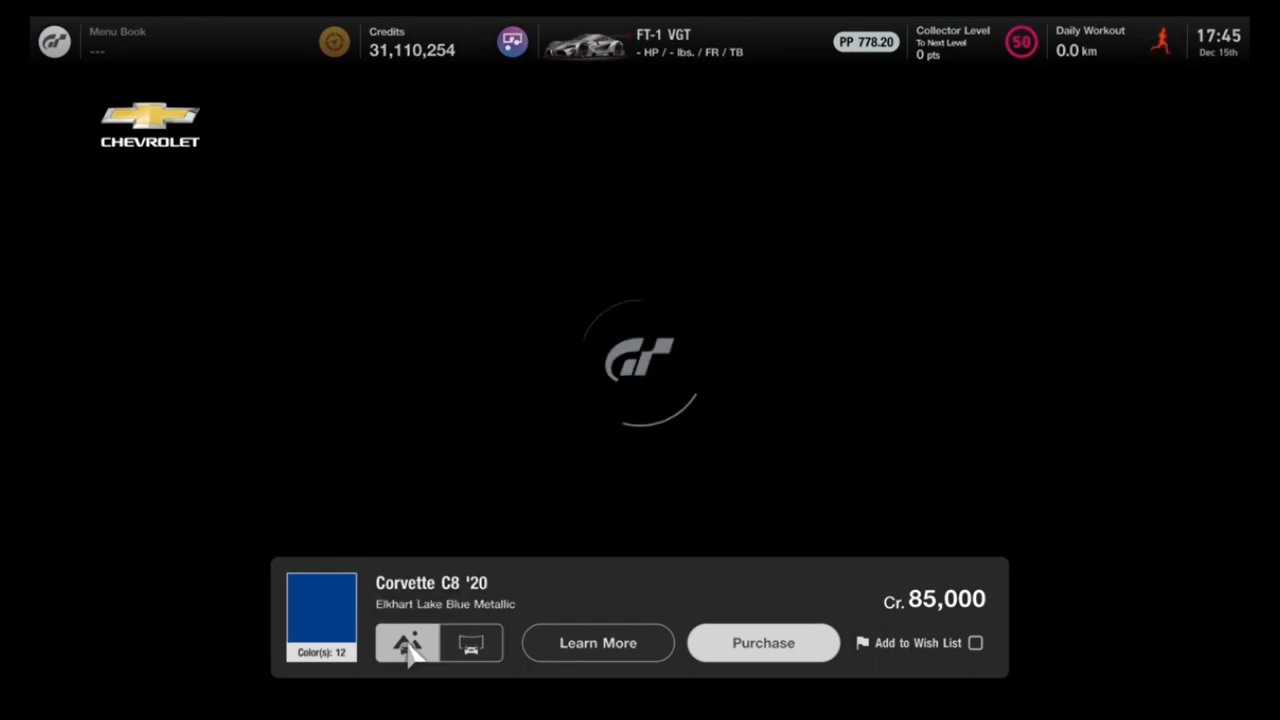 Menu Book
---
Credits
31,110,254
FT-1 VGT
- HP / - lbs. / FR / TB
PP 778.20
Collector Level
To Next Level
0 pts
50
Daily Workout
0.0 km
17:45
Dec 15th
CHEVROLET
GT
Corvette C8 '20
Elkhart Lake Blue Metallic
Cr. 85,000
Color(s): 12
Learn More
Purchase
Add to Wish List